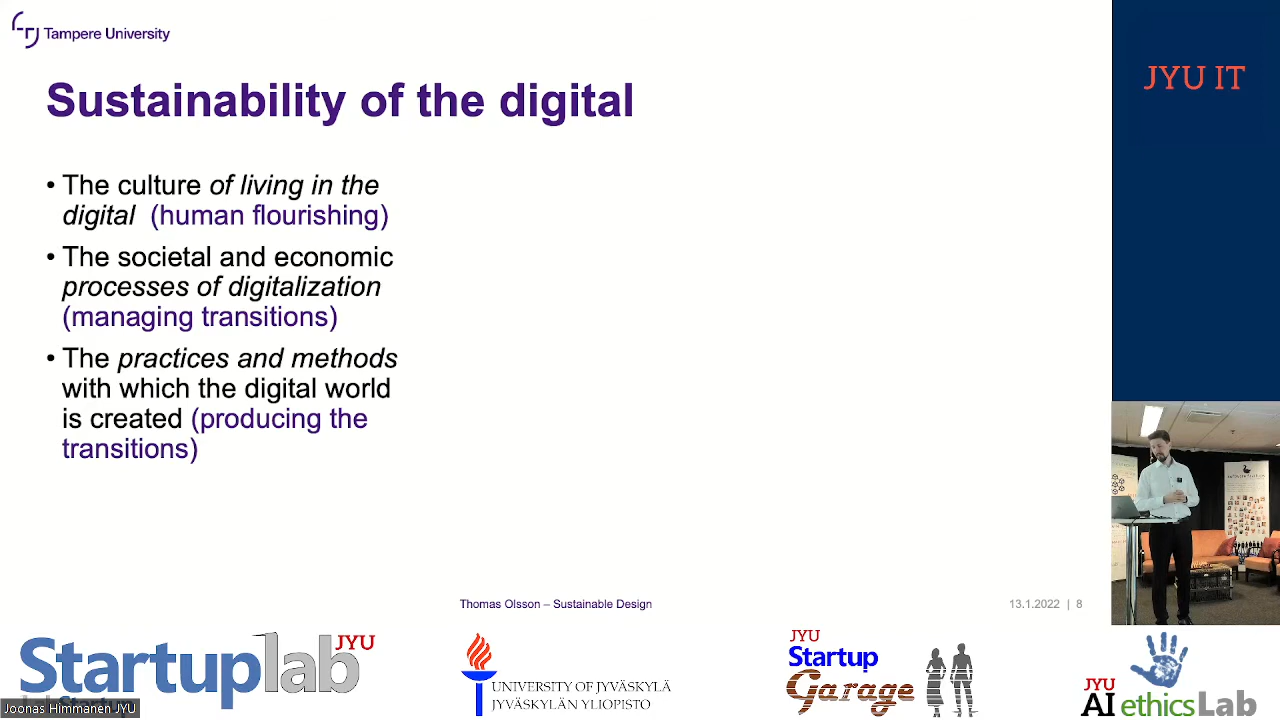 Tampere University
JYU IT
Sustainability of the digital
• The culture of living in the
digital (human flourishing)
• The societal and economic
processes of digitalization
(managing transitions)
• The practices and methods
with which the digital world
is created (producing the
transitions)
Thomas Olsson – Sustainable Design
13.1.2022 | 8
Startuplab JYU
Joonas Himmanen JYU
UNIVERSITY OF JYVÄSKYLÄ
JYVÄSKYLÄN YLIOPISTO
JYU
Startup
Garage
JYU
AI ethicsLab